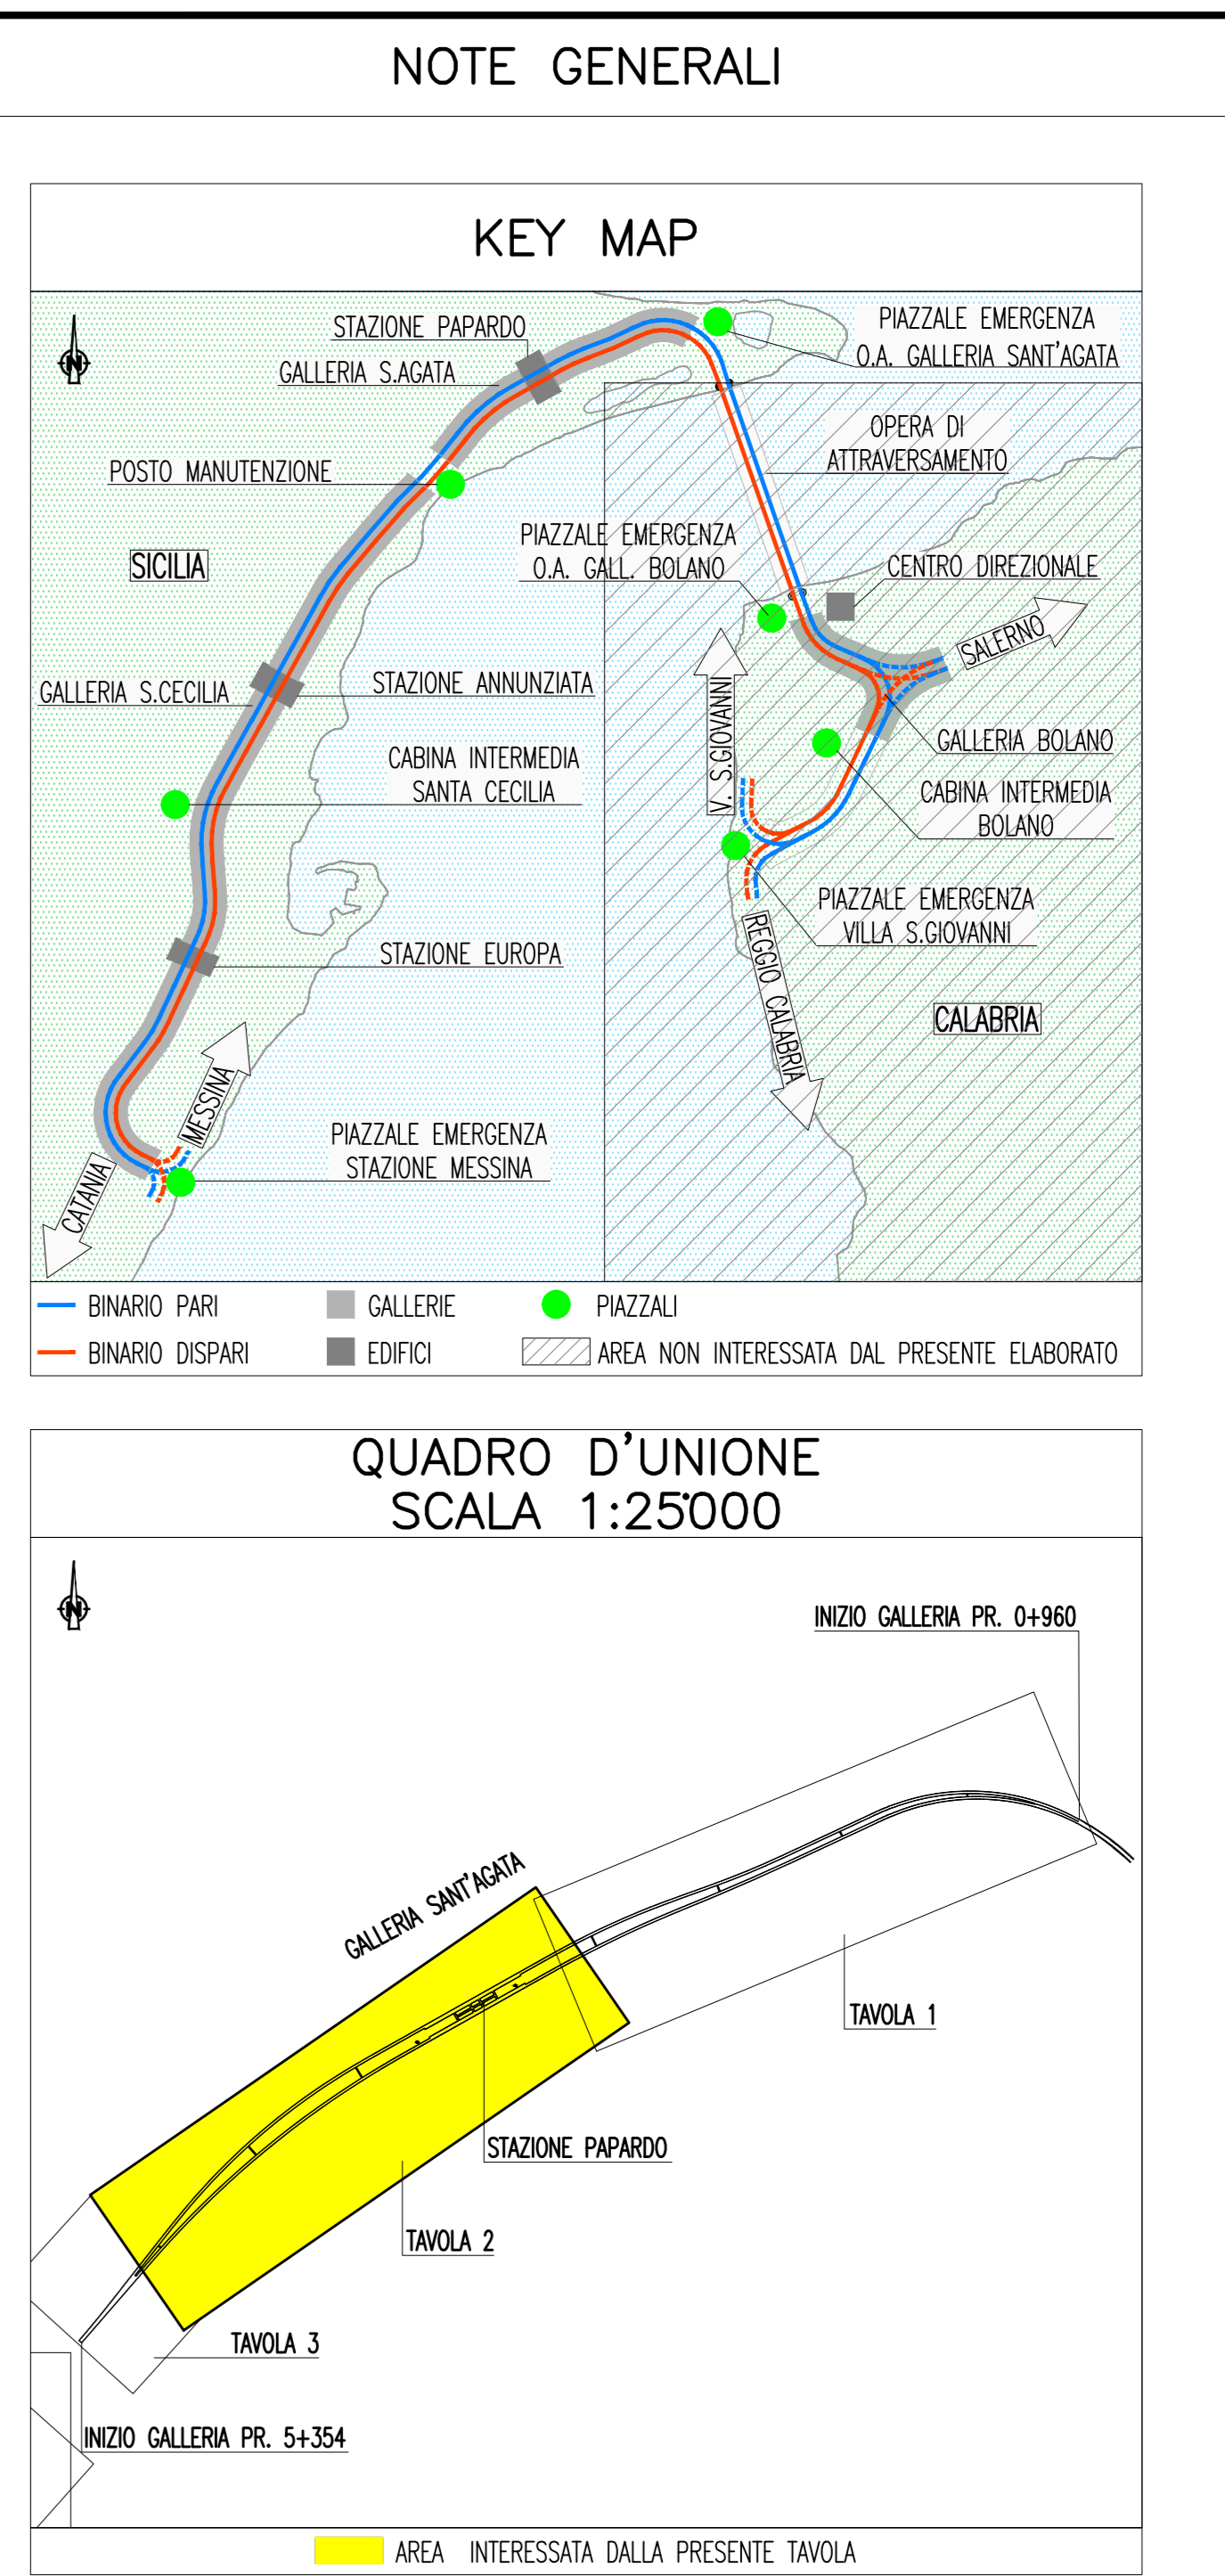 NOTE GENERALI
KEY MAP
N
STAZIONE PAPARDO
GALLERIA S.AGATA
PIAZZALE EMERGENZA
O.A. GALLERIA SANT'AGATA
OPERA DI
ATTRAVERSAMENTO
POSTO MANUTENZIONE
SICILIA
PIAZZALE EMERGENZA
O.A. GALL. BOLANO
CENTRO DIREZIONALE
SALERNO
GALLERIA S.CECILIA
STAZIONE ANNUNZIATA
V. S.GIOVANNI
GALLERIA BOLANO
CABINA INTERMEDIA
SANTA CECILIA
CABINA INTERMEDIA
BOLANO
PIAZZALE EMERGENZA
VILLA S.GIOVANNI
STAZIONE EUROPA
REGGIO CALABRIA
CALABRIA
MESSINA
PIAZZALE EMERGENZA
STAZIONE MESSINA
CATANIA
BINARIO PARI
GALLERIE
PIAZZALI
BINARIO DISPARI
EDIFICI
AREA NON INTERESSATA DAL PRESENTE ELABORATO
QUADRO D'UNIONE
SCALA 1:25'000
N
INIZIO GALLERIA PR. 0+960
GALLERIA SANT'AGATA
TAVOLA 1
STAZIONE PAPARDO
TAVOLA 2
TAVOLA 3
INIZIO GALLERIA PR. 5+354
AREA INTERESSATA DALLA PRESENTE TAVOLA